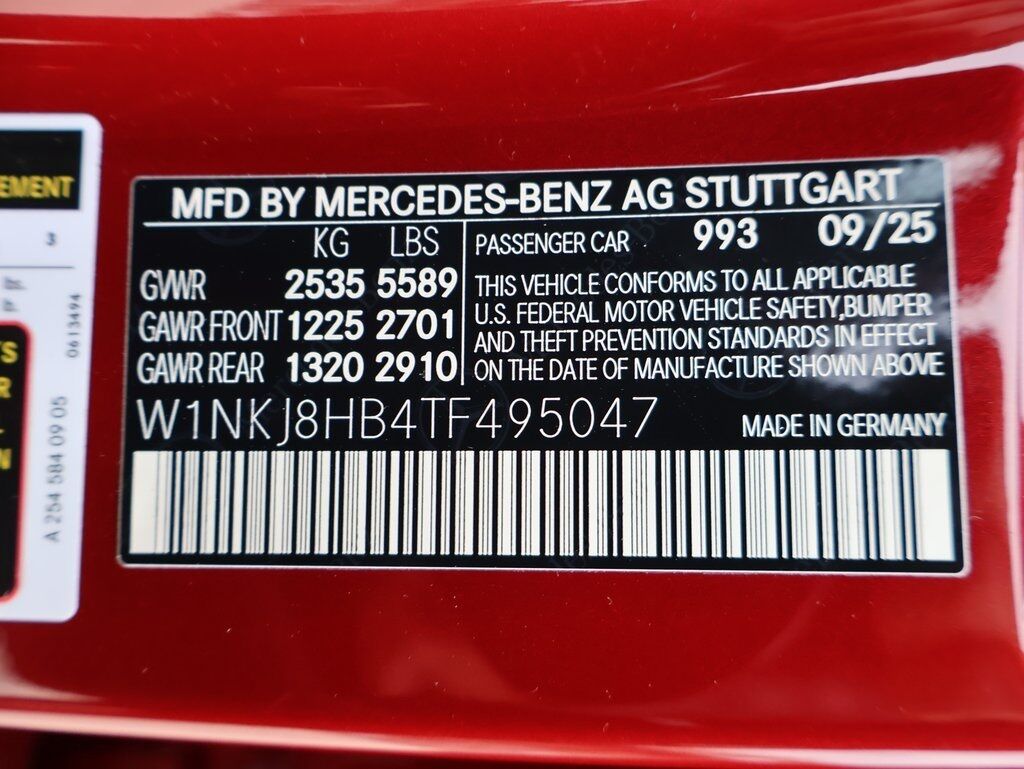 MFD BY MERCEDES-BENZ AG STUTTGART
KG LBS
GVWR 2535 5589
GAWR FRONT 1225 2701
GAWR REAR 1320 2910
PASSENGER CAR 993 09/25
THIS VEHICLE CONFORMS TO ALL APPLICABLE
U.S. FEDERAL MOTOR VEHICLE SAFETY,BUMPER
AND THEFT PREVENTION STANDARDS IN EFFECT
ON THE DATE OF MANUFACTURE SHOWN ABOVE
W1NKJ8HB4TF495047
MADE IN GERMANY
EMENT
3
0613494
A 254 584 09 05